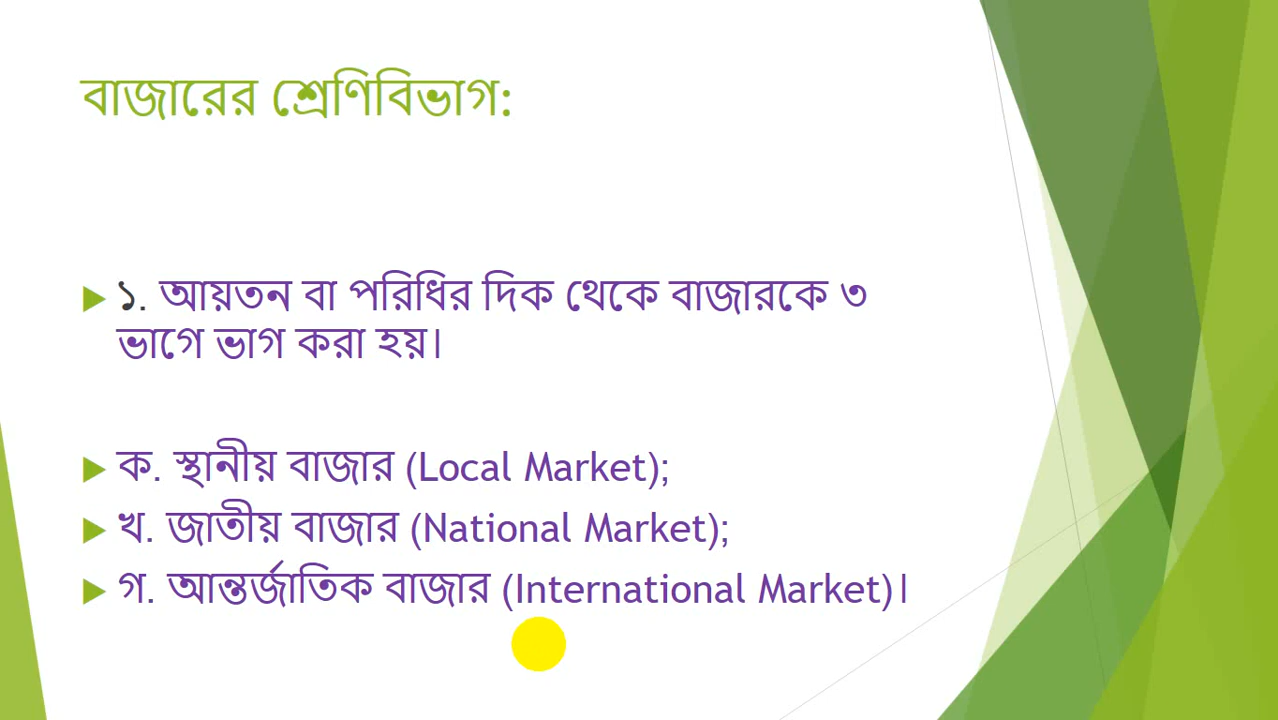 বাজারের শ্রেণিবিভাগ:
১. আয়তন বা পরিধির দিক থেকে বাজারকে ৩
ভাগে ভাগ করা হয়।
ক. স্থানীয় বাজার (Local Market);
খ. জাতীয় বাজার (National Market);
গ. আন্তর্জাতিক বাজার (International Market)।